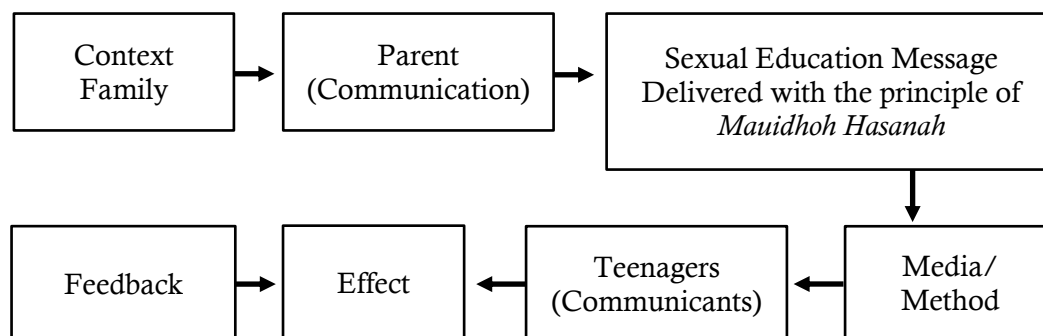 Context
Family
Parent
(Communication)
Sexual Education Message
Delivered with the principle of
Mauidhoh Hasanah
Feedback
Effect
Teenagers
(Communicants)
Media/
Method